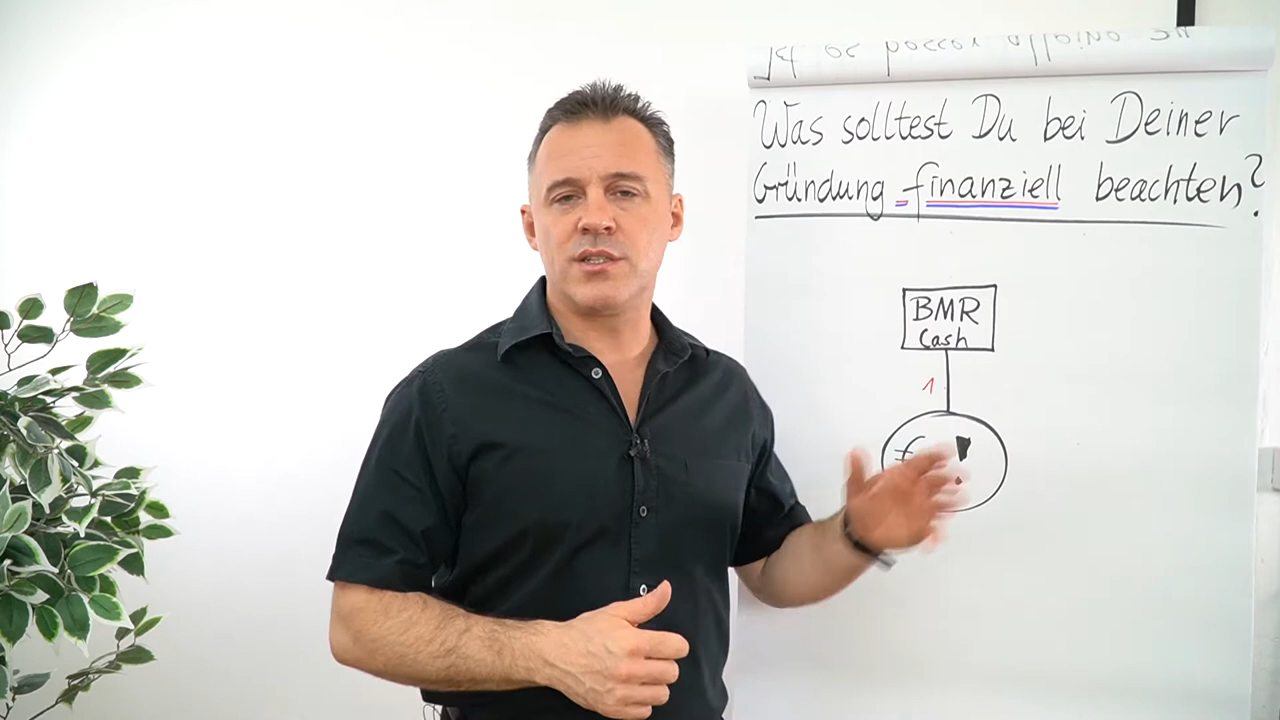 Was solltest Du bei Deiner
Gründung finanziell beachten?
BMR
Cash
1
€ !